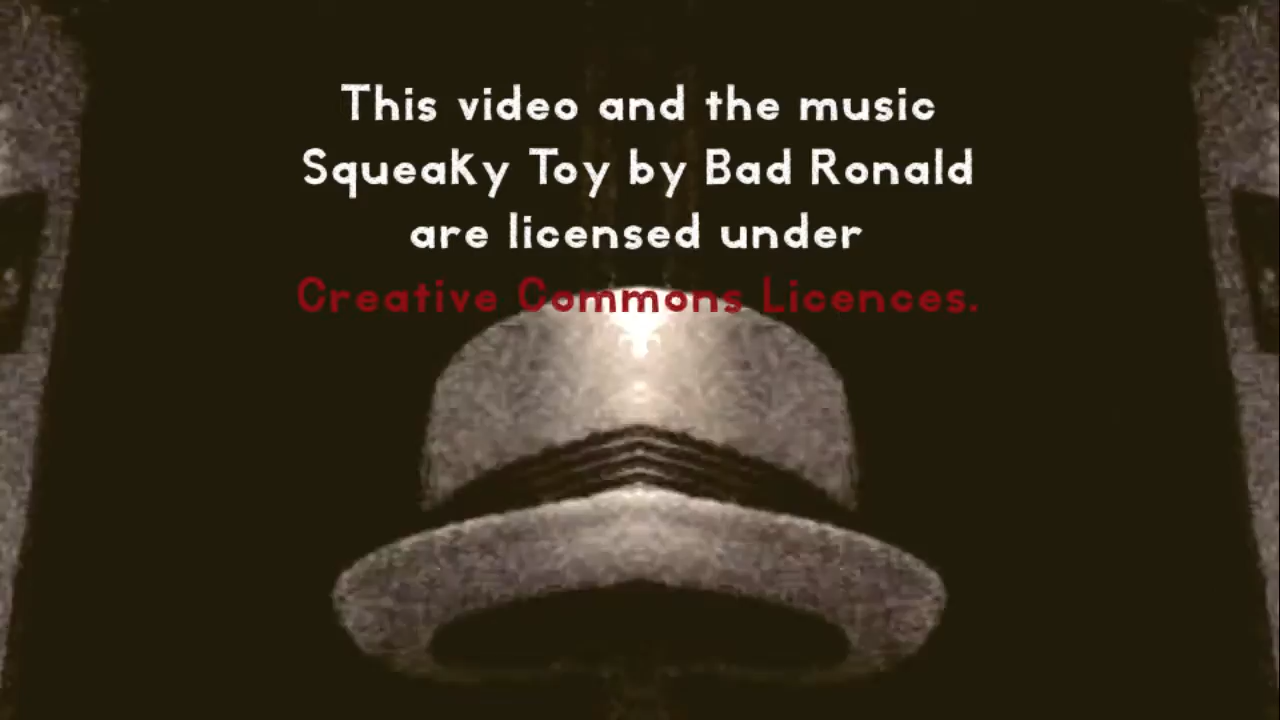 This video and the music
Squeaky Toy by Bad Ronald
are licensed under
Creative Commons Licences.